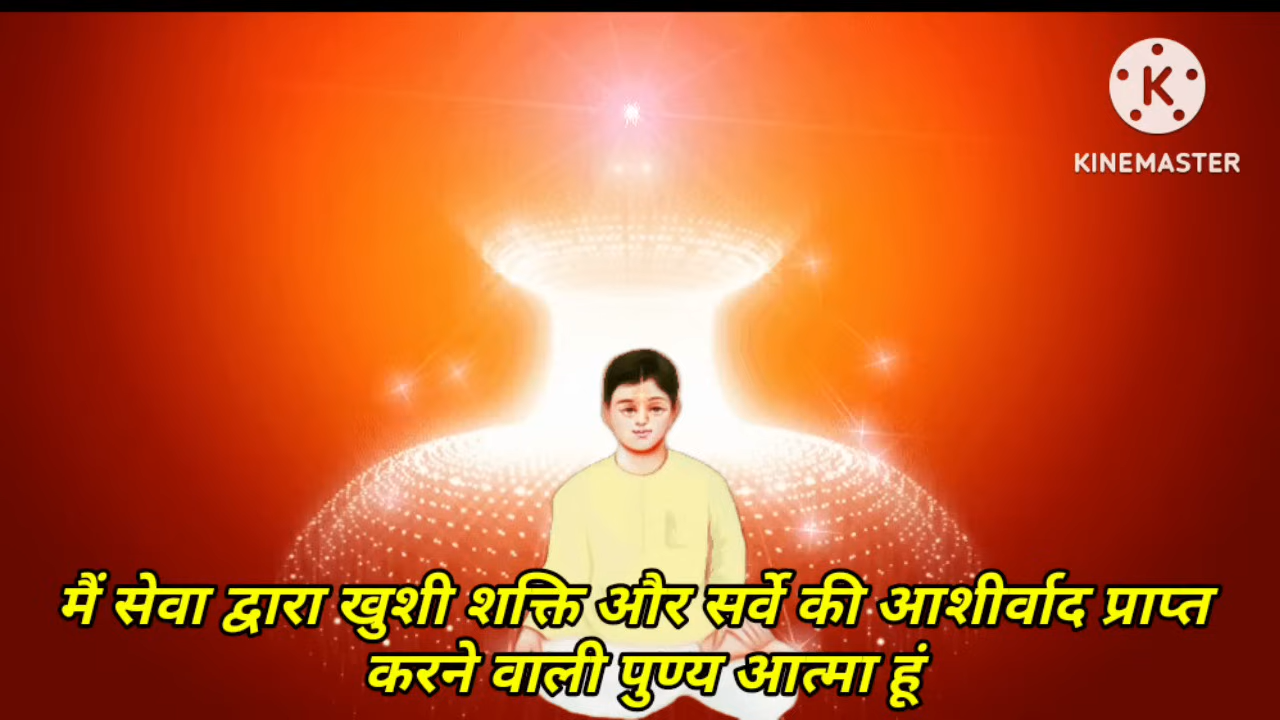 K
KINEMASTER
मैं सेवा द्वारा खुशी शक्ति और सर्वे की आशीर्वाद प्राप्त
करने वाली पुण्य आत्मा हूं